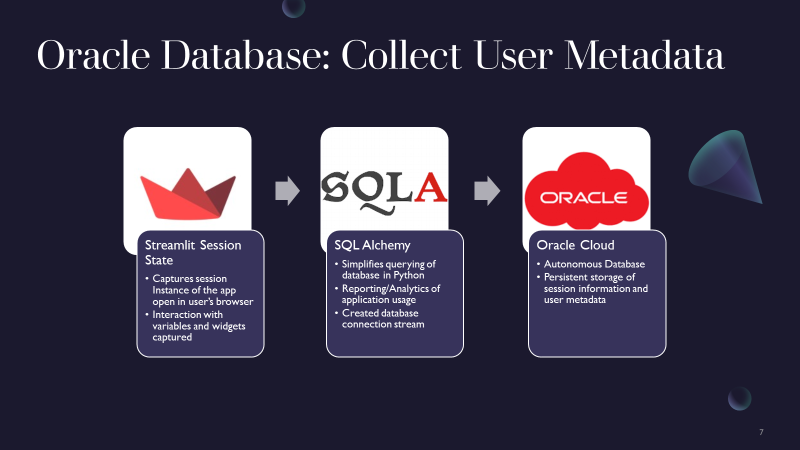 Oracle Database: Collect User Metadata
SQLA
ORACLE
Streamlit Session
State
• Captures session
Instance of the app
open in user's browser
• Interaction with
variables and widgets
captured
SQL Alchemy
• Simplifies querying of
database in Python
• Reporting/Analytics of
application usage
• Created database
connection stream
Oracle Cloud
• Autonomous Database
• Persistent storage of
session information and
user metadata
7